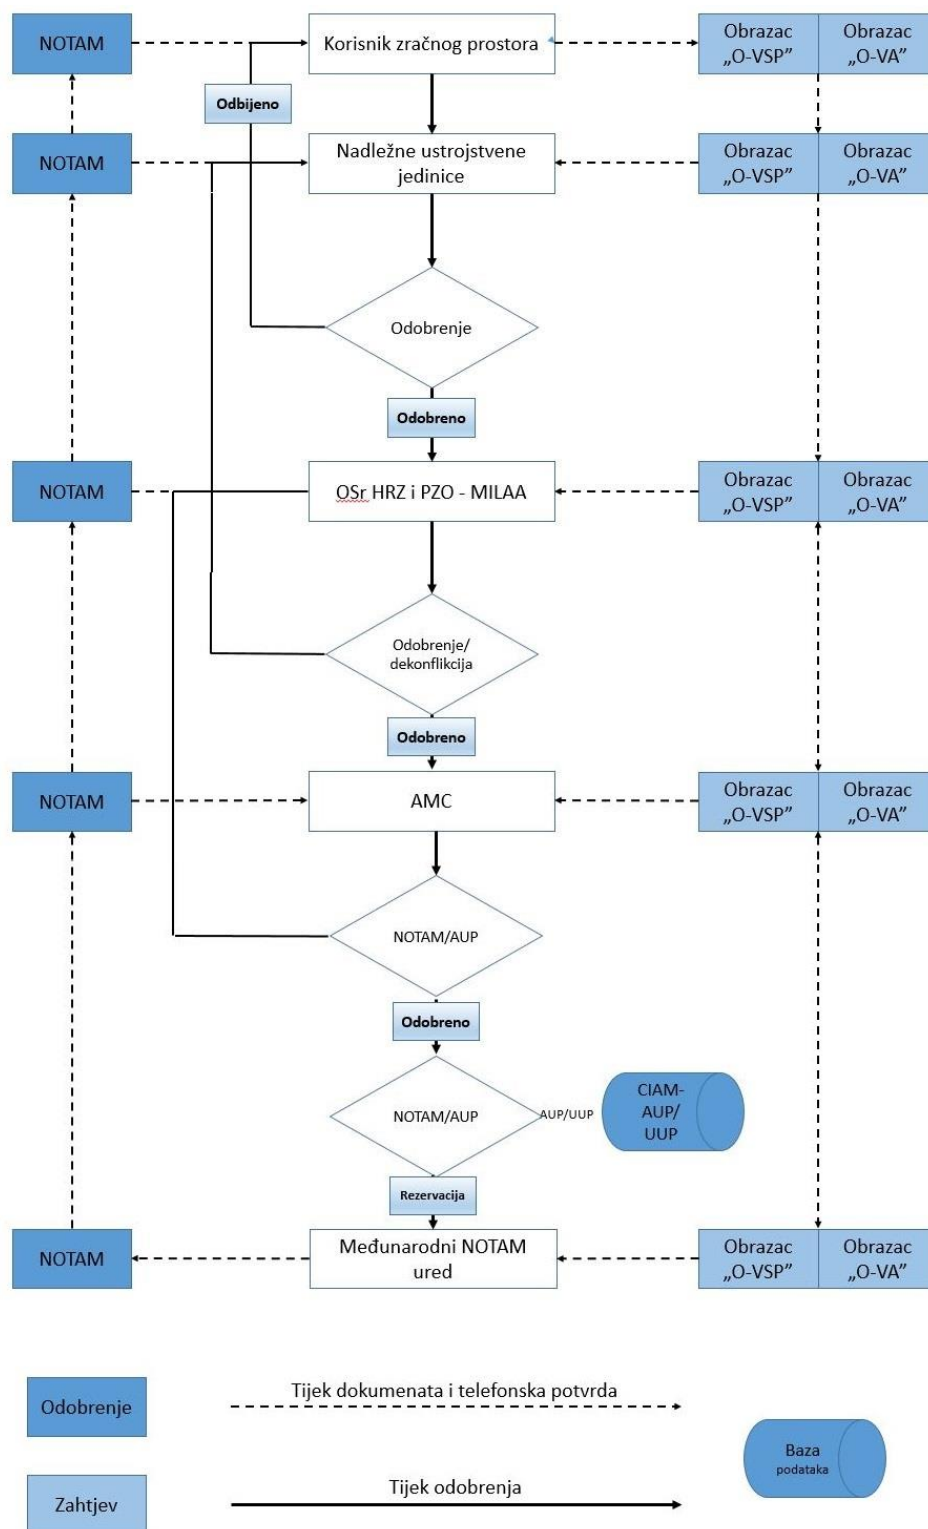 NOTAM
Korisnik zračnog prostora
Obrazac
„O-VSP”
Obrazac
„O-VA”
Odbijeno
NOTAM
Nadležne ustrojstvene
jedinice
Obrazac
„O-VSP”
Obrazac
„O-VA”
Odobrenje
Odobreno
NOTAM
OSr HRZ i PZO - MILAA
Obrazac
„O-VSP”
Obrazac
„O-VA”
Odobrenje/
dekonflikcija
Odobreno
NOTAM
AMC
Obrazac
„O-VSP”
Obrazac
„O-VA”
NOTAM/AUP
Odobreno
NOTAM/AUP
AUP/UUP
CIAM-
AUP/
UUP
Rezervacija
NOTAM
Međunarodni NOTAM
ured
Obrazac
„O-VSP”
Obrazac
„O-VA”
Odobrenje
Tijek dokumenata i telefonska potvrda
Baza
podataka
Zahtjev
Tijek odobrenja